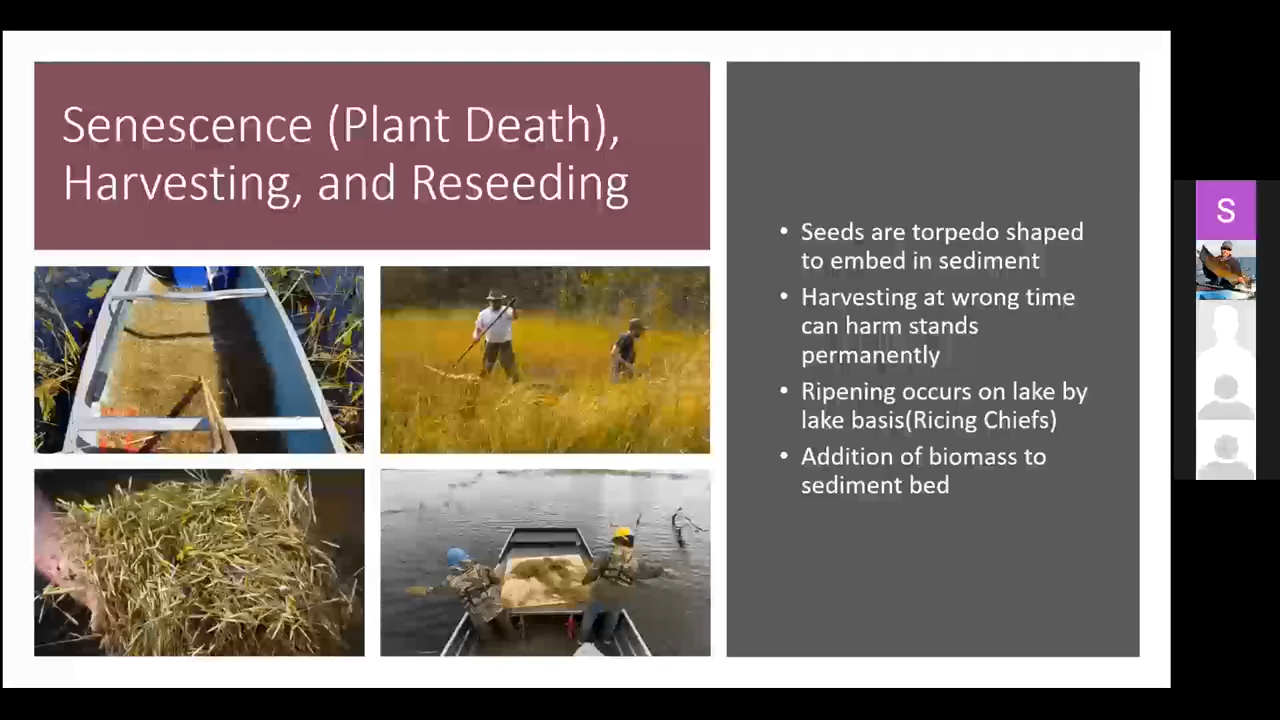 Senescence (Plant Death),
Harvesting, and Reseeding
• Seeds are torpedo shaped
to embed in sediment
• Harvesting at wrong time
can harm stands
permanently
• Ripening occurs on lake by
lake basis(Ricing Chiefs)
• Addition of biomass to
sediment bed
S